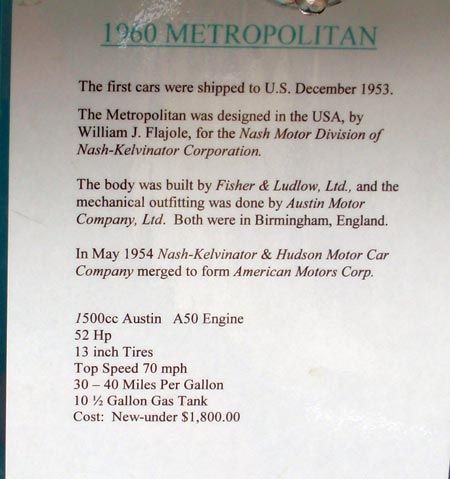 1960 METROPOLITAN
The first cars were shipped to U.S. December 1953.
The Metropolitan was designed in the USA, by
William J. Flajole, for the Nash Motor Division of
Nash-Kelvinator Corporation.
The body was built by Fisher & Ludlow, Ltd., and the
mechanical outfitting was done by Austin Motor
Company, Ltd. Both were in Birmingham, England.
In May 1954 Nash-Kelvinator & Hudson Motor Car
Company merged to form American Motors Corp.
1500cc Austin A50 Engine
52 Hp
13 inch Tires
Top Speed 70 mph
30 – 40 Miles Per Gallon
10 ½ Gallon Gas Tank
Cost: New-under $1,800.00